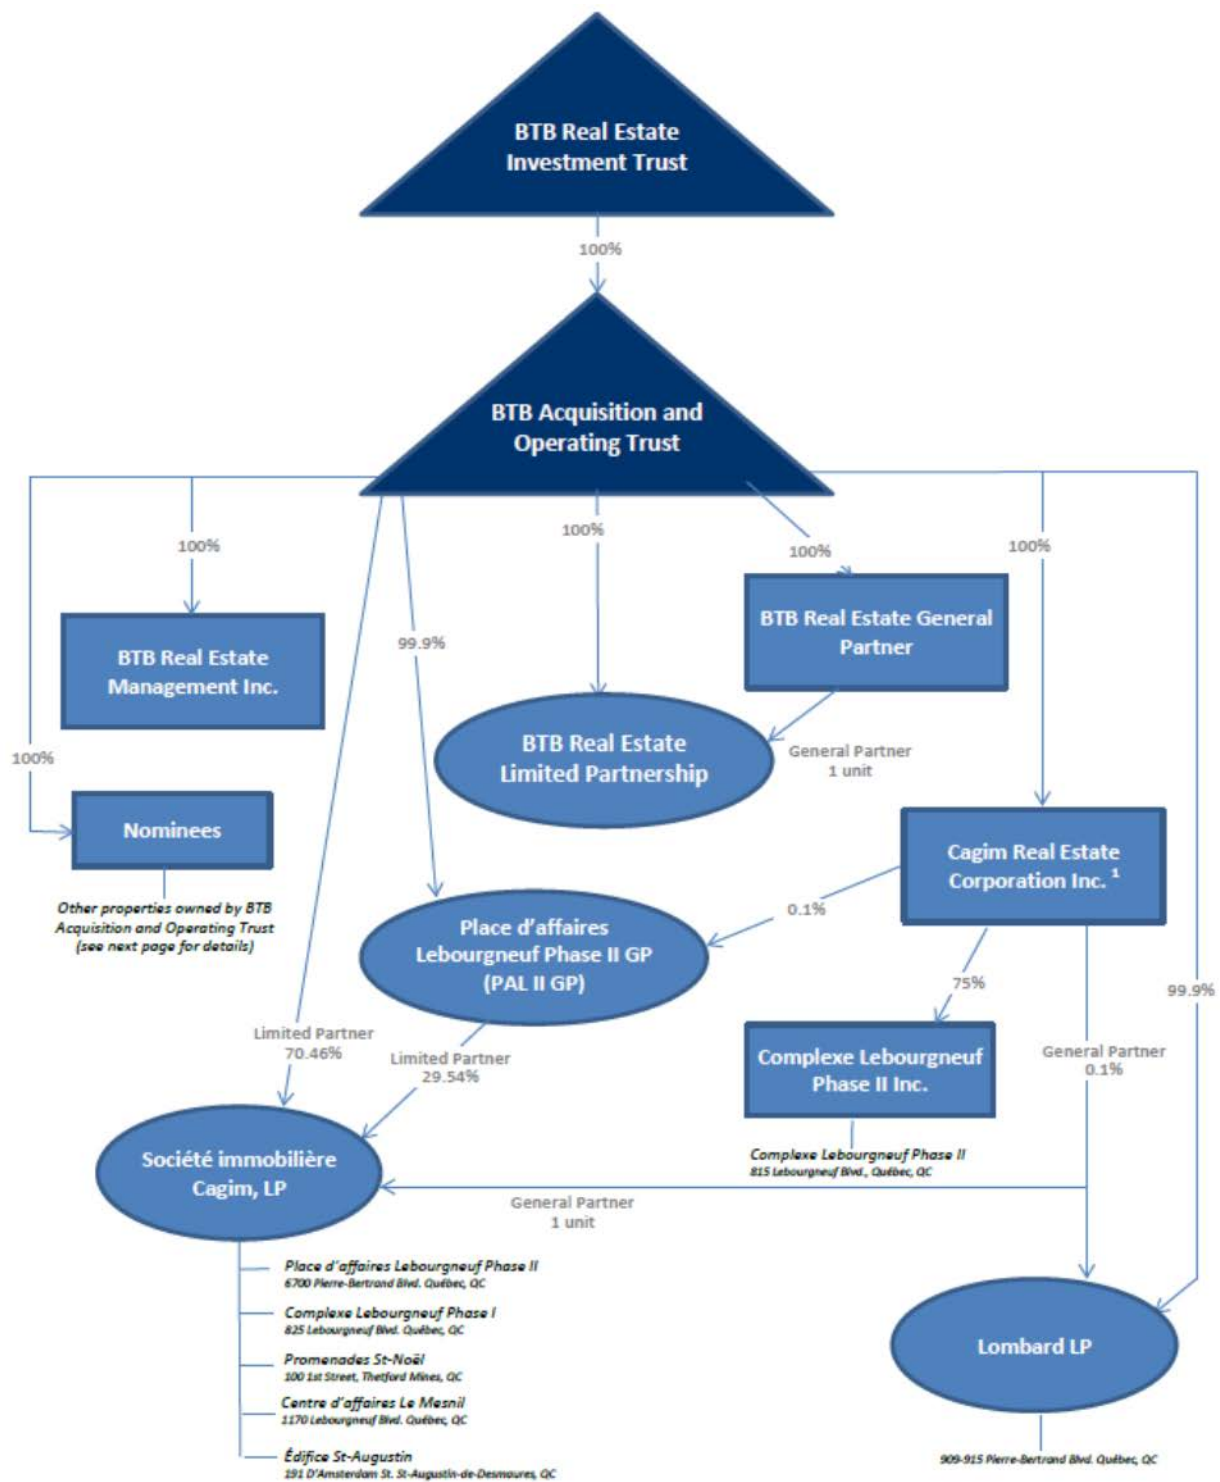 BTB Real Estate
Investment Trust
100%
BTB Acquisition and
Operating Trust
100%
100%
100%
100%
99.9%
BTB Real Estate General
Partner
BTB Real Estate
Management Inc.
General Partner
1 unit
BTB Real Estate
Limited Partnership
100%
Nominees
Other properties owned by BTB
Acquisition and Operating Trust
(see next page for details)
Cagim Real Estate
Corporation Inc. 1
0.1%
Place d'affaires
Lebourgneuf Phase II GP
(PAL II GP)
75%
99.9%
Limited Partner
70.46%
Limited Partner
29.54%
General Partner
0.1%
Complexe Lebourgneuf
Phase II Inc.
Complexe Lebourgneuf Phase II
815 Lebourgneuf Blvd., Québec, QC
Société immobilière
Cagim, LP
General Partner
1 unit
Place d'affaires Lebourgneuf Phase II
6700 Pierre-Bertrand Blvd. Québec, QC
Complexe Lebourgneuf Phase I
825 Lebourgneuf Blvd. Québec, QC
Promenades St-Noël
100 1st Street, Thetford Mines, QC
Centre d'affaires Le Mesnil
1170 Lebourgneuf Blvd. Québec, QC
Édifice St-Augustin
191 D'Amsterdam St. St-Augustin-de-Desmaures, QC
Lombard LP
909-915 Pierre-Bertrand Blvd. Québec, QC